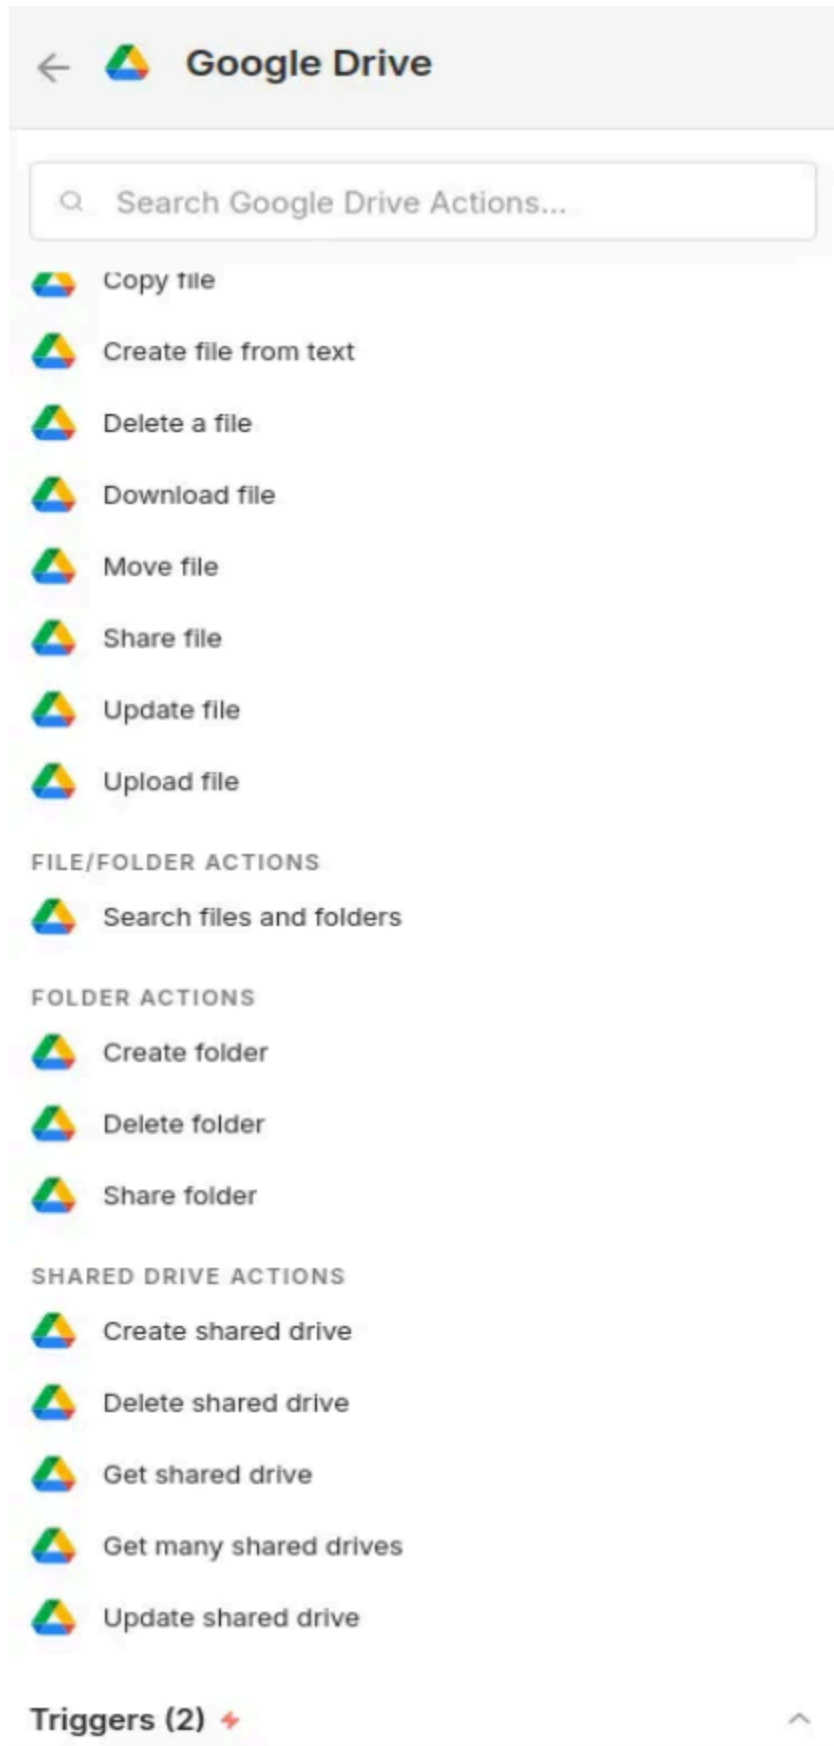 Google Drive
Search Google Drive Actions...
Copy file
Create file from text
Delete a file
Download file
Move file
Share file
Update file
Upload file
FILE/FOLDER ACTIONS
Search files and folders
FOLDER ACTIONS
Create folder
Delete folder
Share folder
SHARED DRIVE ACTIONS
Create shared drive
Delete shared drive
Get shared drive
Get many shared drives
Update shared drive
Triggers (2)